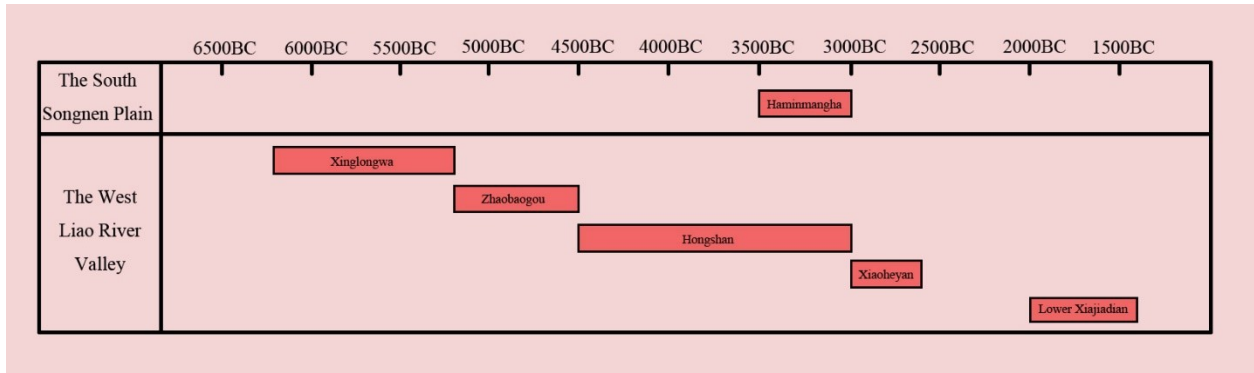 6500BC 6000BC 5500BC 5000BC 4500BC 4000BC 3500BC 3000BC 2500BC 2000BC 1500BC
The South
Songnen Plain
Haminmangha
The West
Liao River
Valley
Xinglongwa
Zhaobaogou
Hongshan
Xiaoheyan
Lower Xiajiadian